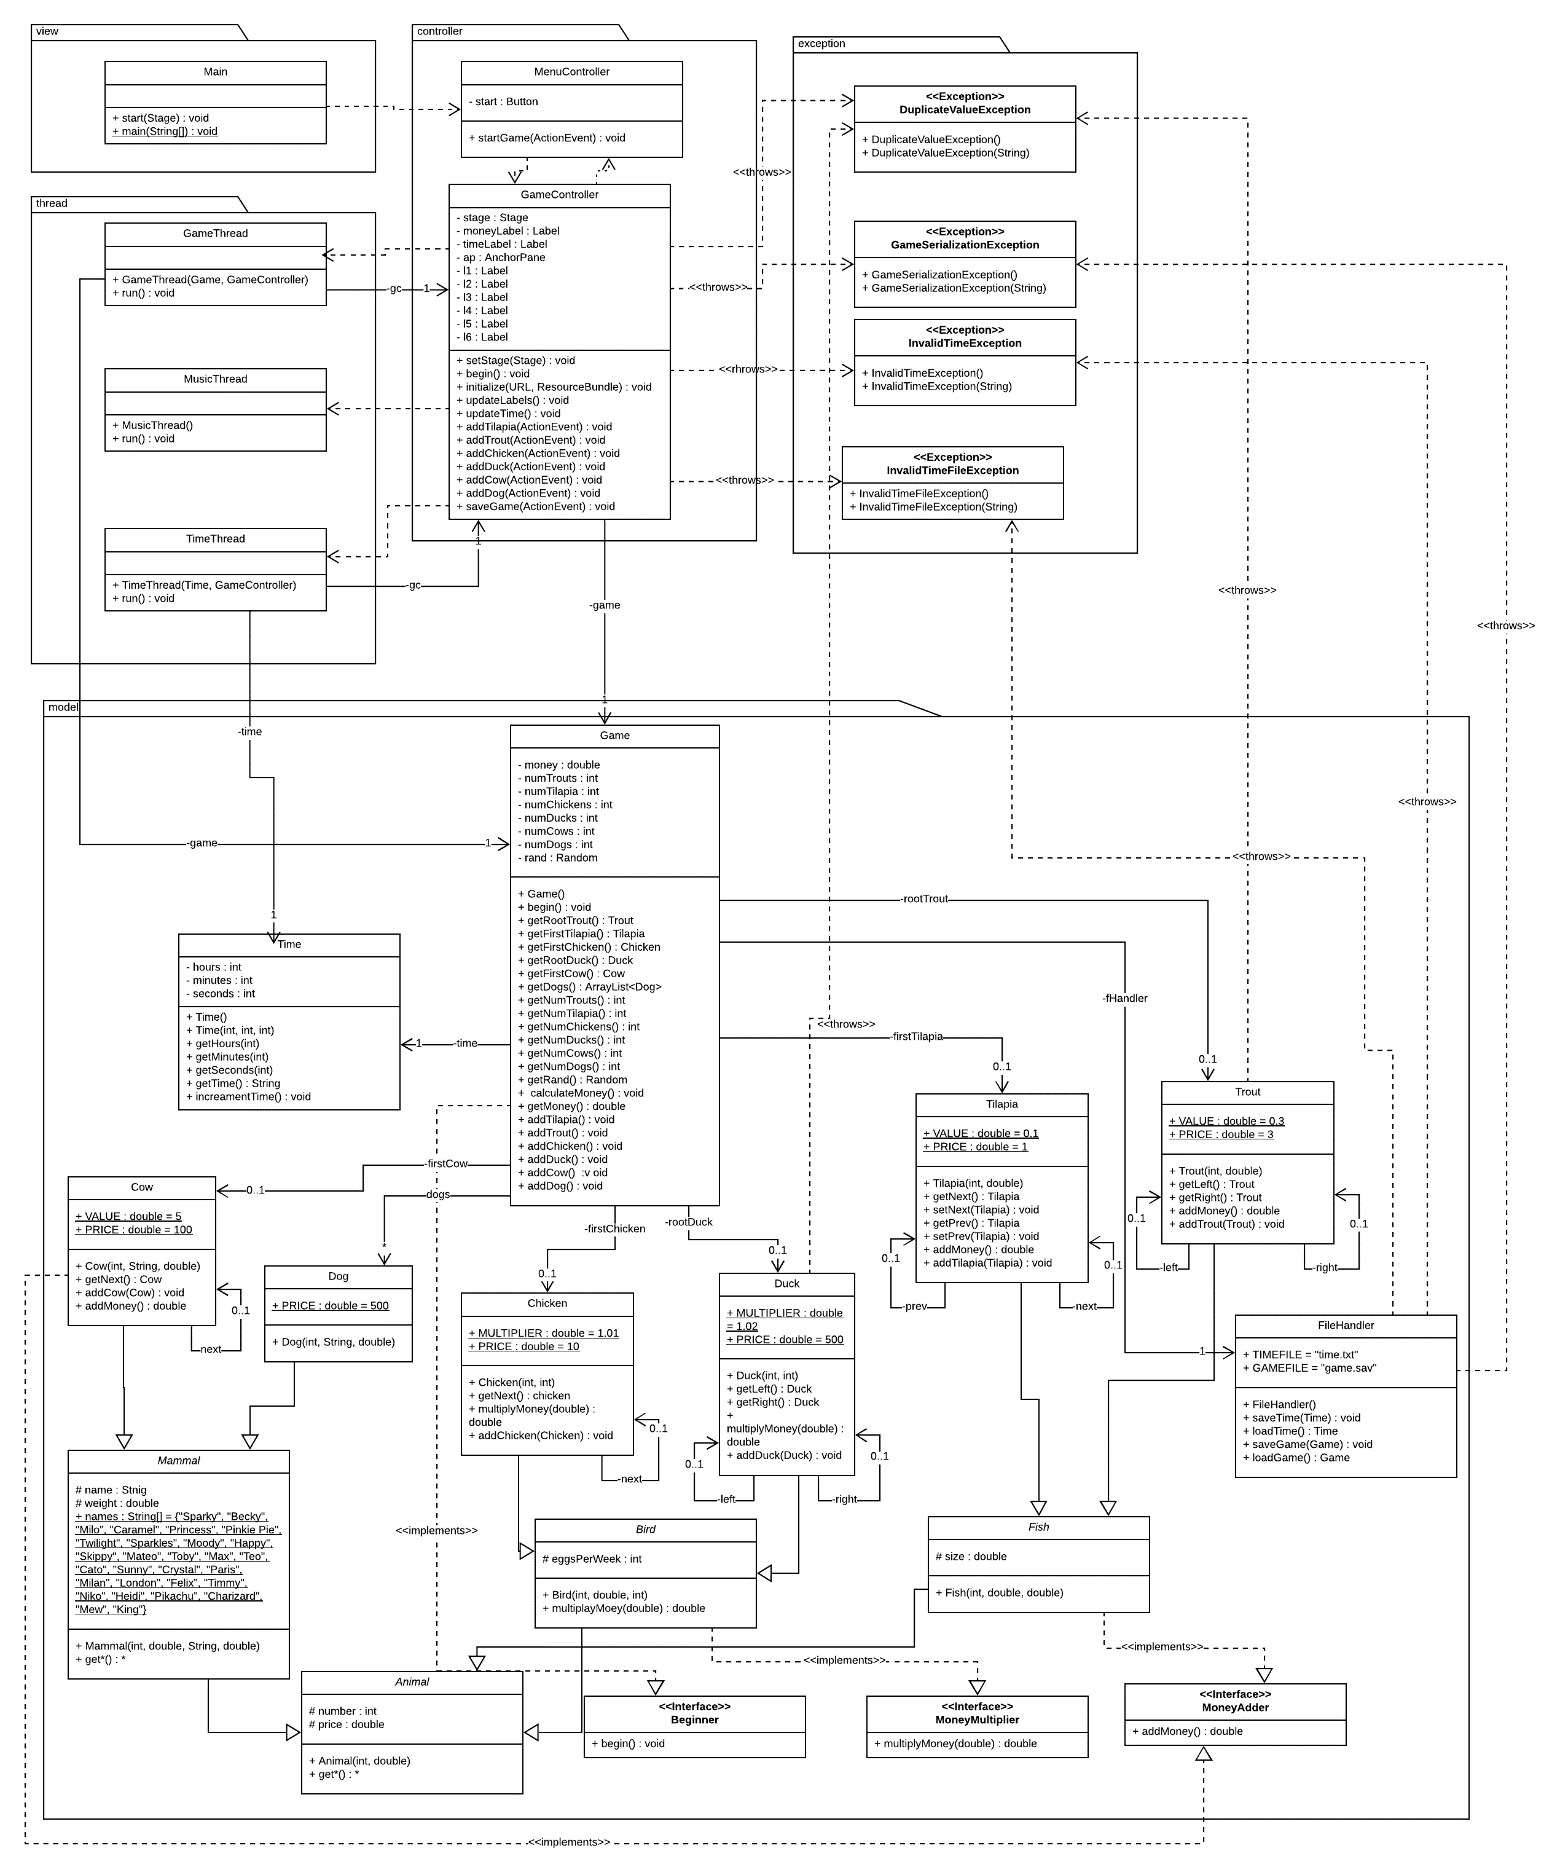 view
Main
+ start(Stage) : void
+ main(String[]) : void
controller
MenuController
- start : Button
+ startGame(ActionEvent) : void
GameController
- stage : Stage
- moneyLabel : Label
- timeLabel : Label
- ap : AnchorPane
- l1 : Label
- l2 : Label
- l3 : Label
- l4 : Label
- l5 : Label
- l6 : Label
+ setStage(Stage) : void
+ begin() : void
+ initialize(URL, ResourceBundle) : void
+ updateLabels() : void
+ updateTime() : void
+ addTilapia(ActionEvent) : void
+ addTrout(ActionEvent) : void
+ addChicken(ActionEvent) : void
+ addDuck(ActionEvent) : void
+ addCow(ActionEvent) : void
+ addDog(ActionEvent) : void
+ saveGame(ActionEvent) : void
exception
<<Exception>>
DuplicateValueException
+ DuplicateValueException()
+ DuplicateValueException(String)
<<Exception>>
GameSerializationException
+ GameSerializationException()
+ GameSerializationException(String)
<<Exception>>
InvalidTimeException
+ InvalidTimeException()
+ InvalidTimeException(String)
<<Exception>>
InvalidTimeFileException
+ InvalidTimeFileException()
+ InvalidTimeFileException(String)
<<throws>>
<<throws>>
<<rhrows>>
<<throws>>
<<throws>>
<<throws>>
<<throws>>
<<throws>>
<<throws>>
thread
GameThread
+ GameThread(Game, GameController)
+ run() : void
-gc
1
MusicThread
+ MusicThread()
+ run() : void
TimeThread
+ TimeThread(Time, GameController)
+ run() : void
-gc
1
-game
1
-time
1
-game
1
model
Game
- money : double
- numTrouts : int
- numTilapia : int
- numChickens : int
- numDucks : int
- numCows : int
- numDogs : int
- rand : Random
+ Game()
+ begin() : void
+ getRootTrout() : Trout
+ getFirstTilapia() : Tilapia
+ getFirstChicken() : Chicken
+ getRootDuck() : Duck
+ getFirstCow() : Cow
+ getDogs() : ArrayList<Dog>
+ getNumTrouts() : int
+ getNumTilapia() : int
+ getNumChickens() : int
+ getNumDucks() : int
+ getNumCows() : int
+ getNumDogs() : int
+ getRand() : Random
+  calculateMoney() : void
+ getMoney() : double
+ addTilapia() : void
+ addTrout() : void
+ addChicken() : void
+ addDuck() : void
+ addCow()  :v oid
+ addDog() : void
Time
- hours : int
- minutes : int
- seconds : int
+ Time()
+ Time(int, int, int)
+ getHours(int)
+ getMinutes(int)
+ getSeconds(int)
+ getTime() : String
+ increamentTime() : void
1
-time
-rootTrout
0..1
-fHandler
1
-firstTilapia
0..1
-firstCow
0..1
dogs
*
-firstChicken
0..1
-rootDuck
0..1
Cow
+ VALUE : double = 5
+ PRICE : double = 100
+ Cow(int, String, double)
+ getNext() : Cow
+ addCow(Cow) : void
+ addMoney() : double
0..1
next
Dog
+ PRICE : double = 500
+ Dog(int, String, double)
Chicken
+ MULTIPLIER : double = 1.01
+ PRICE : double = 10
+ Chicken(int, int)
+ getNext() : chicken
+ multiplyMoney(double) :
double
+ addChicken(Chicken) : void
0..1
-next
Duck
+ MULTIPLIER : double
= 1.02
+ PRICE : double = 500
+ Duck(int, int)
+ getLeft() : Duck
+ getRight() : Duck
+
multiplyMoney(double) :
double
+ addDuck(Duck) : void
0..1
-left
0..1
-right
Tilapia
+ VALUE : double = 0.1
+ PRICE : double = 1
+ Tilapia(int, double)
+ getNext() : Tilapia
+ setNext(Tilapia) : void
+ getPrev() : Tilapia
+ setPrev(Tilapia) : void
+ addMoney() : double
+ addTilapia(Tilapia) : void
0..1
-prev
0..1
-next
Trout
+ VALUE : double = 0.3
+ PRICE : double = 3
+ Trout(int, double)
+ getLeft() : Trout
+ getRight() : Trout
+ addMoney() : double
+ addTrout(Trout) : void
0..1
-left
0..1
-right
FileHandler
+ TIMEFILE = "time.txt"
+ GAMEFILE = "game.sav"
+ FileHandler()
+ saveTime(Time) : void
+ loadTime() : Time
+ saveGame(Game) : void
+ loadGame() : Game
Mammal
# name : Stnig
# weight : double
+ names : String[] = {"Sparky", "Becky",
"Milo", "Caramel", "Princess", "Pinkie Pie",
"Twilight", "Sparkles", "Moody", "Happy",
"Skippy", "Mateo", "Toby", "Max", "Teo",
"Cato", "Sunny", "Crystal", "Paris",
"Milan", "London", "Felix", "Timmy",
"Niko", "Heidi", "Pikachu", "Charizard",
"Mew", "King"}
+ Mammal(int, double, String, double)
+ get*() : *
<<implements>>
Bird
# eggsPerWeek : int
+ Bird(int, double, int)
+ multiplayMoey(double) : double
Fish
# size : double
+ Fish(int, double, double)
<<implements>>
<<implements>>
Animal
# number : int
# price : double
+ Animal(int, double)
+ get*() : *
<<Interface>>
Beginner
+ begin() : void
<<Interface>>
MoneyMultiplier
+ multiplyMoney(double) : double
<<Interface>>
MoneyAdder
+ addMoney() : double
<<implements>>